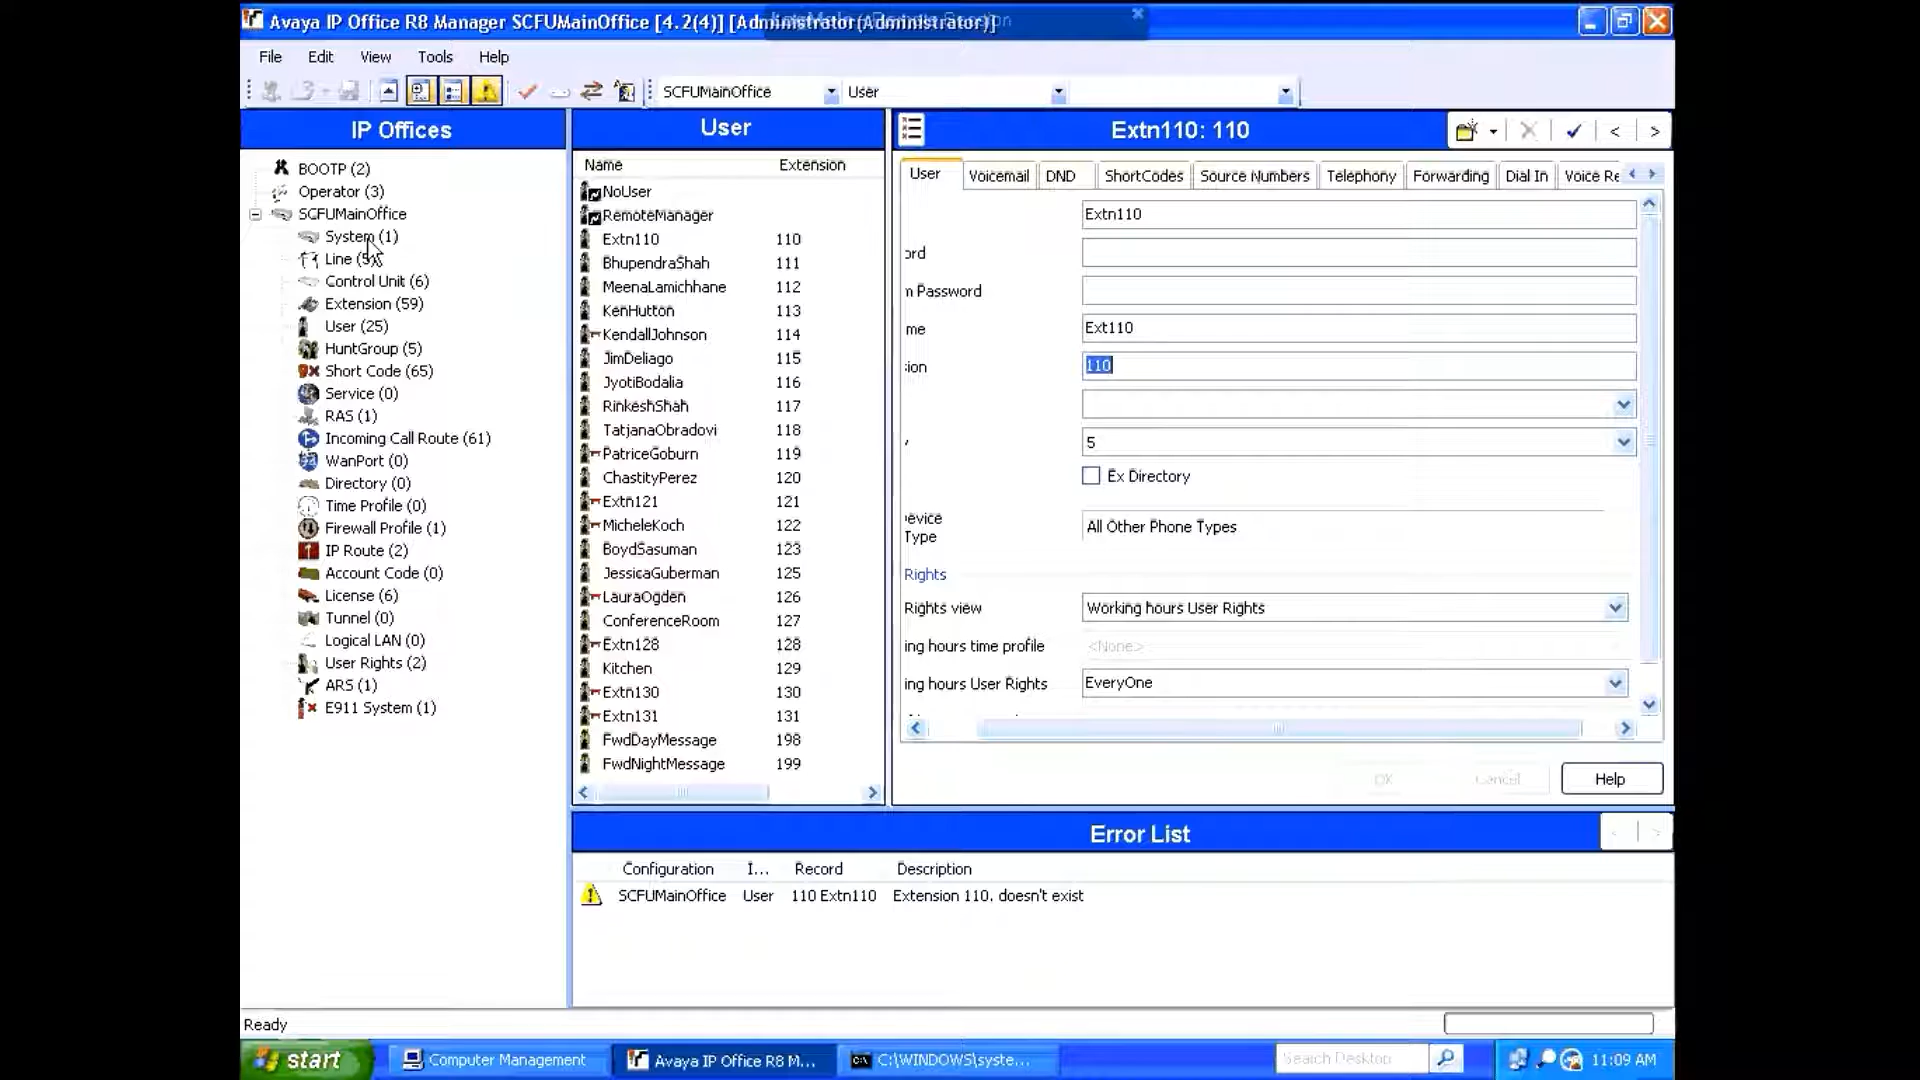 Avaya IP Office R8 Manager SCFUMainOffice [4.2(4)] [Administrator(Administrator)]
File Edit View Tools Help
SCFUMainOffice User
IP Offices
BOOTP (2)
Operator (3)
SCFUMainOffice
System (1)
Line (5)
Control Unit (6)
Extension (59)
User (25)
HuntGroup (5)
Short Code (65)
Service (0)
RAS (1)
Incoming Call Route (61)
WanPort (0)
Directory (0)
Time Profile (0)
Firewall Profile (1)
IP Route (2)
Account Code (0)
License (6)
Tunnel (0)
Logical LAN (0)
User Rights (2)
ARS (1)
E911 System (1)
User
Name Extension
NoUser
RemoteManager
Extn110 110
BhupendraShah 111
MeenaLamichhane 112
KenHutton 113
KendallJohnson 114
JimDeliago 115
JyotiBodalia 116
RinkeshShah 117
TatjanaObradovi 118
PatriceGoburn 119
ChastityPerez 120
Extn121 121
MicheleKoch 122
BoydSasuman 123
JessicaGuberman 125
LauraOgden 126
ConferenceRoom 127
Extn128 128
Kitchen 129
Extn130 130
Extn131 131
FwdDayMessage 198
FwdNightMessage 199
Extn110: 110
User Voicemail DND ShortCodes Source Numbers Telephony Forwarding Dial In Voice Re
Extn110
ord
n Password
me Ext110
sion 110
5
Ex Directory
evice
Type All Other Phone Types
Rights
Rights view Working hours User Rights
ing hours time profile <None>
ing hours User Rights EveryOne
OK Cancel Help
Error List
Configuration I... Record Description
SCFUMainOffice User 110 Extn110 Extension 110. doesn't exist
Ready
start Computer Management Avaya IP Office R8 M... C:\WINDOWS\syste... Search Desktop 11:09 AM